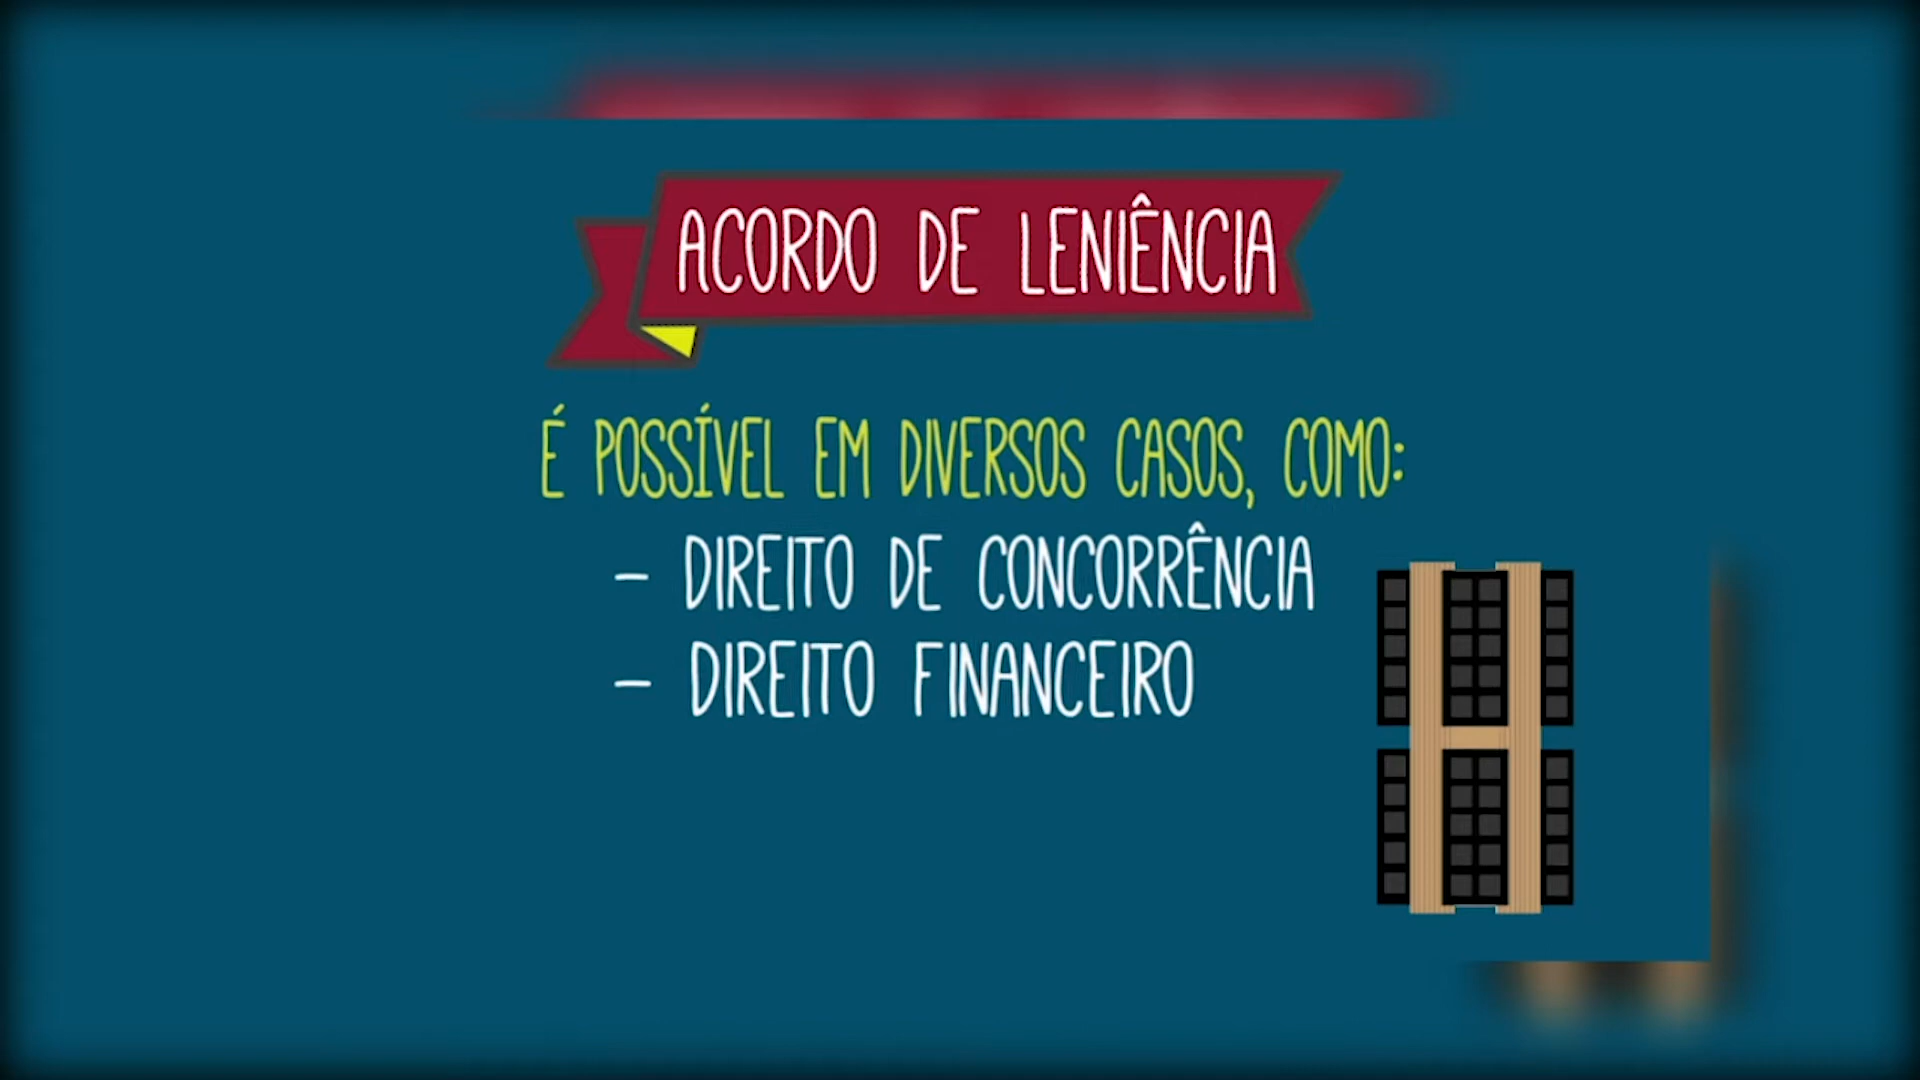 ACORDO DE LENIÊNCIA
É POSSÍVEL EM DIVERSOS CASOS, COMO:
- DIREITO DE CONCORRÊNCIA
- DIREITO FINANCEIRO